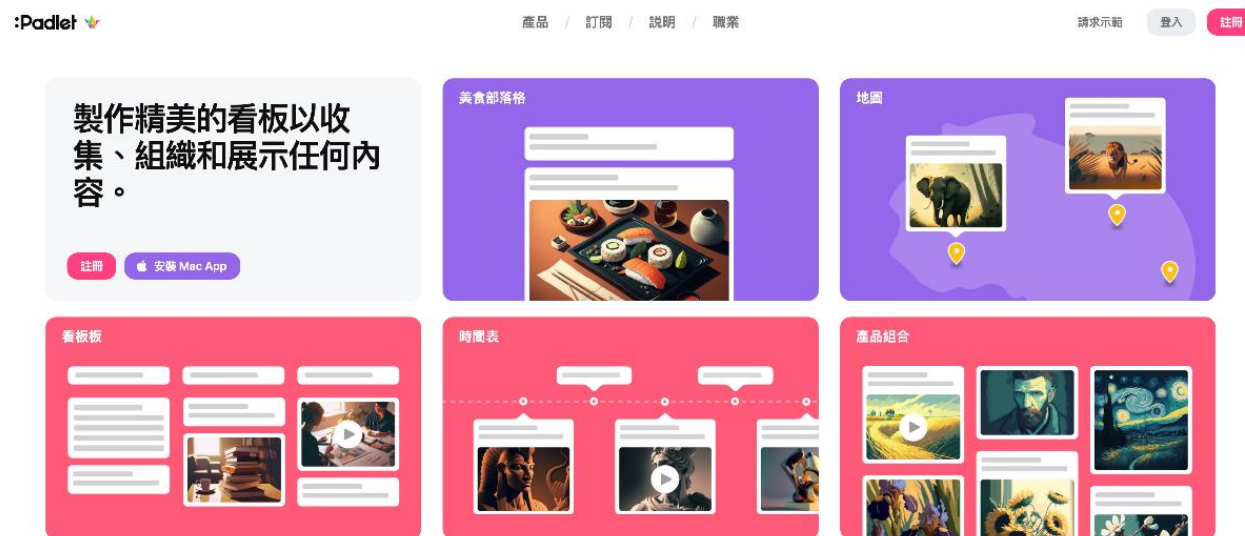 :Padlet
產品 / 訂閱 / 説明 / 職業
請求示範
登入
註冊
製作精美的看板以收
集、組織和展示任何內
容。
註冊
安裝 Mac App
美食部落格
地圖
看板板
時間表
產品組合